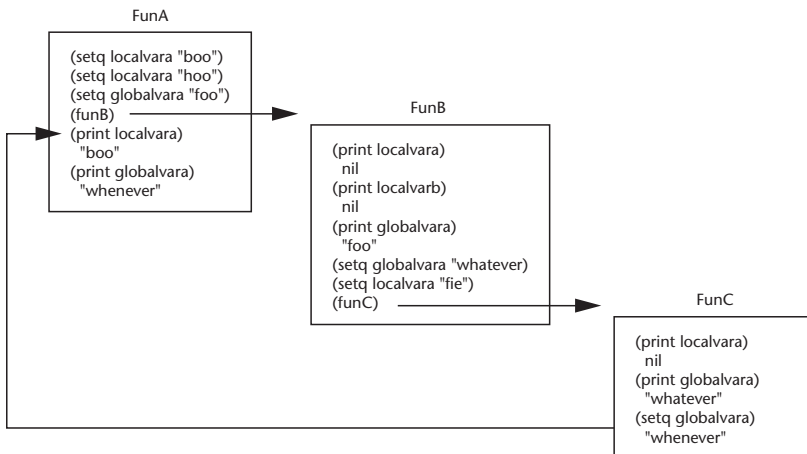 FunA
(setq localvara "boo")
(setq localvara "hoo")
(setq globalvara "foo")
(funB)
(print localvara)
"boo"
(print globalvara)
"whenever"
FunB
(print localvara)
nil
(print localvarb)
nil
(print globalvara)
"foo"
(setq globalvara "whatever)
(setq localvara "fie")
(funC)
FunC
(print localvara)
nil
(print globalvara)
"whatever"
(setq globalvara)
"whenever"